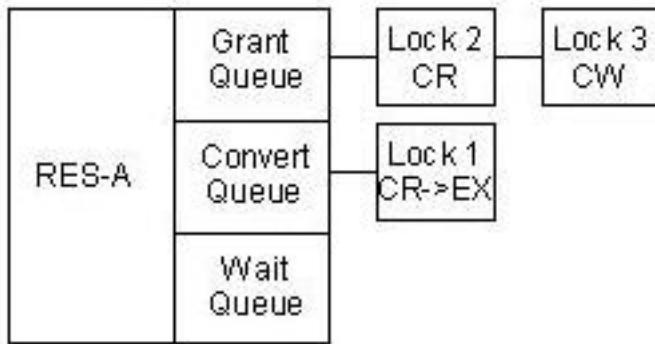 RES-A
Grant
Queue
Lock 2
CR
Lock 3
CW
Convert
Queue
Lock 1
CR->EX
Wait
Queue